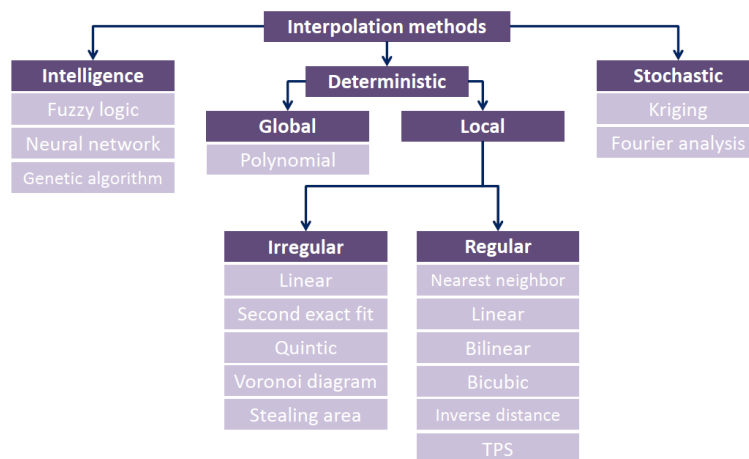 Interpolation methods
Intelligence
Fuzzy logic
Neural network
Genetic algorithm
Deterministic
Global
Polynomial
Local
Irregular
Linear
Second exact fit
Quintic
Voronoi diagram
Stealing area
Regular
Nearest neighbor
Linear
Bilinear
Bicubic
Inverse distance
TPS
Stochastic
Kriging
Fourier analysis